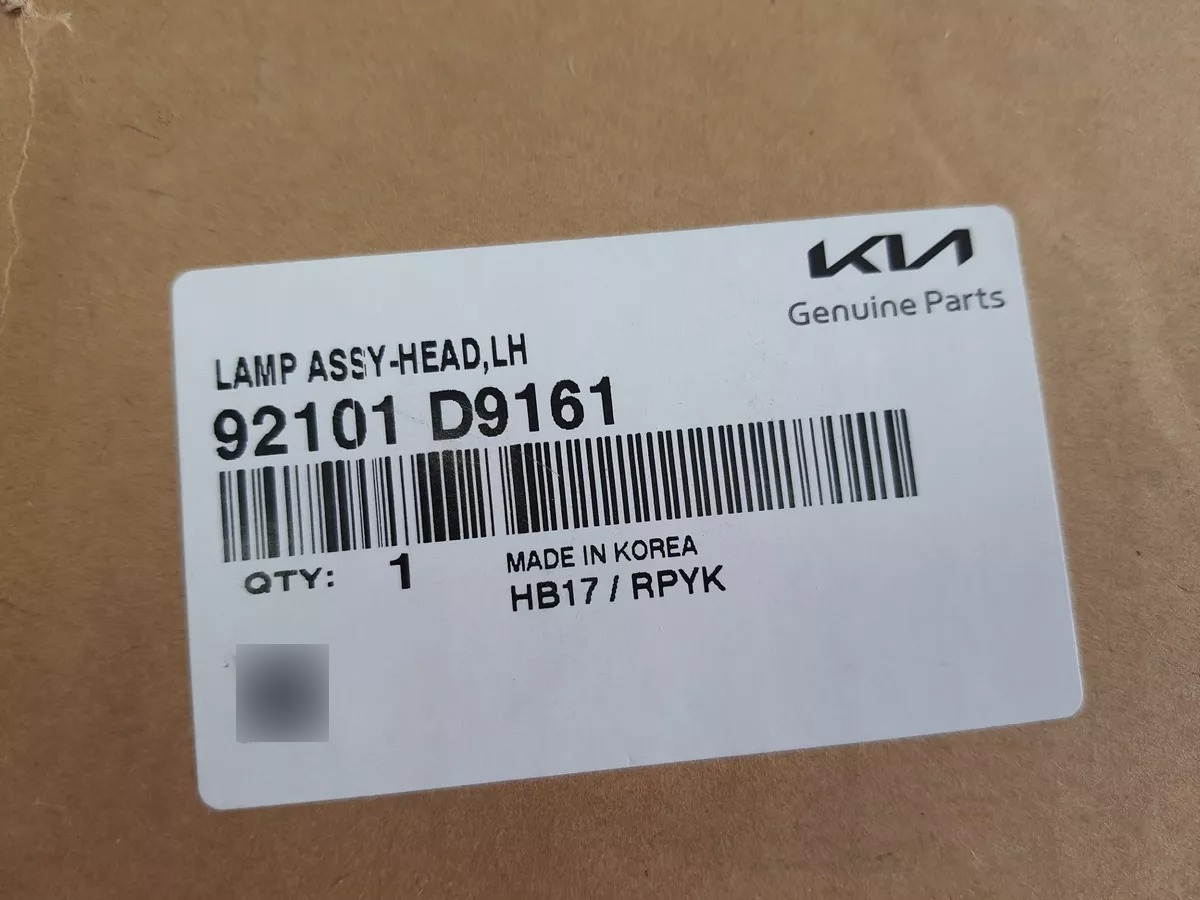 KIA
Genuine Parts
LAMP ASSY-HEAD,LH
92101 D9161
QTY: 1
MADE IN KOREA
HB17 / RPYK